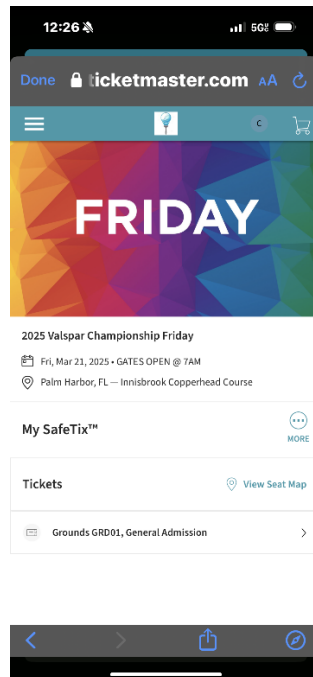 12:26
5G
Done
ticketmaster.com
AA
C
FRIDAY
2025 Valspar Championship Friday
Fri, Mar 21, 2025 • GATES OPEN @ 7AM
Palm Harbor, FL — Innisbrook Copperhead Course
My SafeTix™
MORE
Tickets
View Seat Map
Grounds GRD01, General Admission